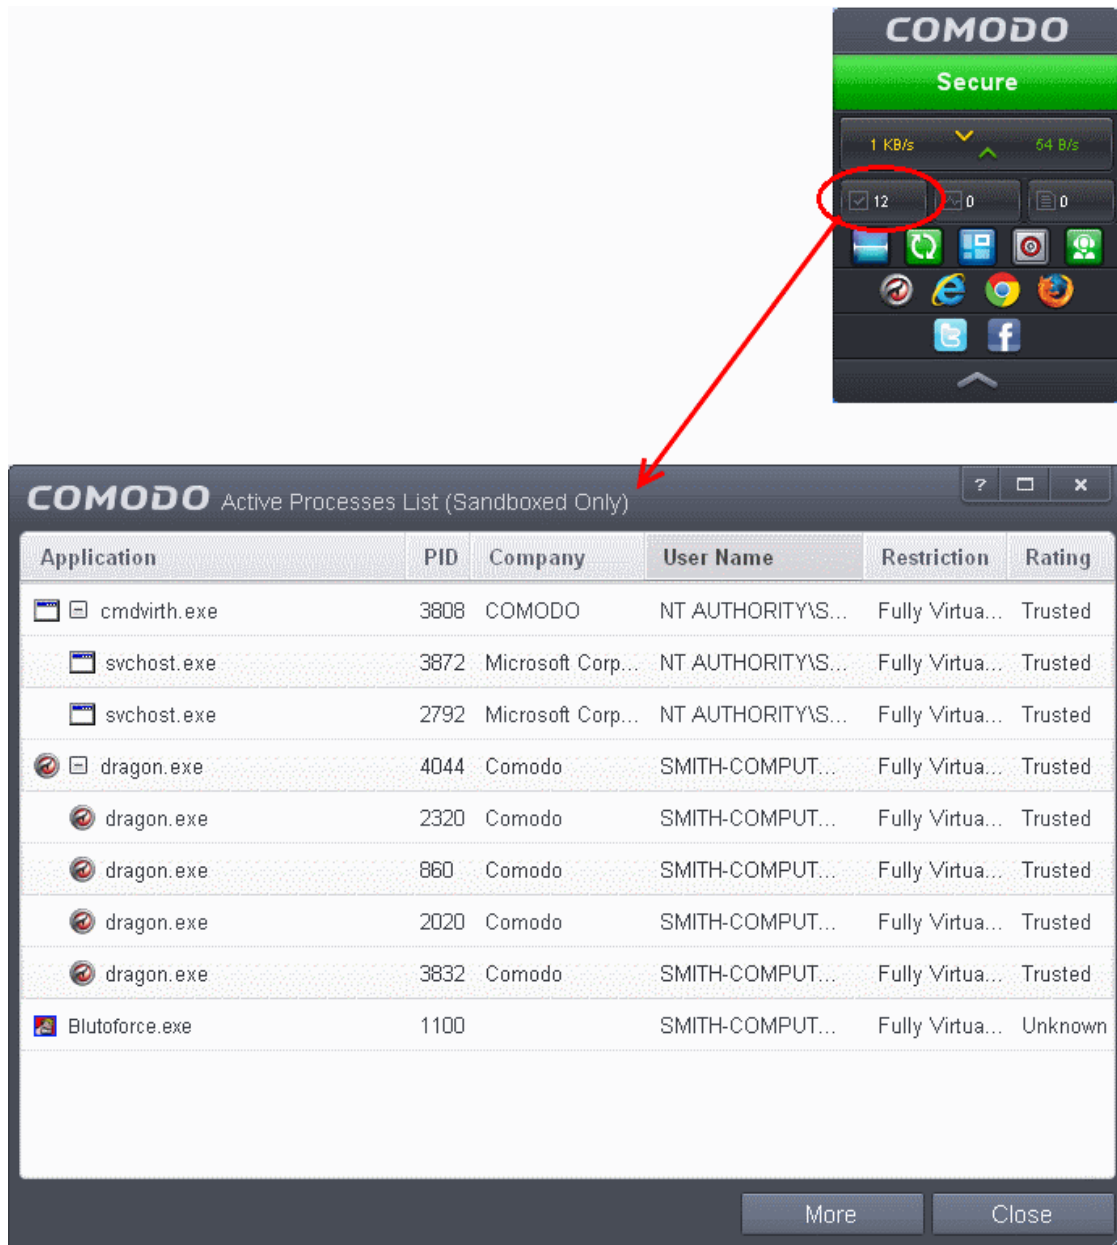 COMODO
Secure
1 KB/s 54 B/s
12 0 0
COMODO Active Processes List (Sandboxed Only) ? x
Application PID Company User Name Restriction Rating
cmdvirth.exe 3808 COMODO NT AUTHORITY\S... Fully Virtua... Trusted
svchost.exe 3872 Microsoft Corp... NT AUTHORITY\S... Fully Virtua... Trusted
svchost.exe 2792 Microsoft Corp... NT AUTHORITY\S... Fully Virtua... Trusted
dragon.exe 4044 Comodo SMITH-COMPUT... Fully Virtua... Trusted
dragon.exe 2320 Comodo SMITH-COMPUT... Fully Virtua... Trusted
dragon.exe 860 Comodo SMITH-COMPUT... Fully Virtua... Trusted
dragon.exe 2020 Comodo SMITH-COMPUT... Fully Virtua... Trusted
dragon.exe 3832 Comodo SMITH-COMPUT... Fully Virtua... Trusted
Blutoforce.exe 1100 SMITH-COMPUT... Fully Virtua... Unknown
More Close